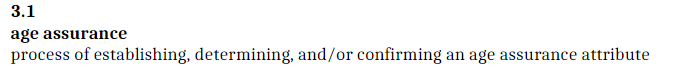 3.1
age assurance
process of establishing, determining, and/or confirming an age assurance attribute